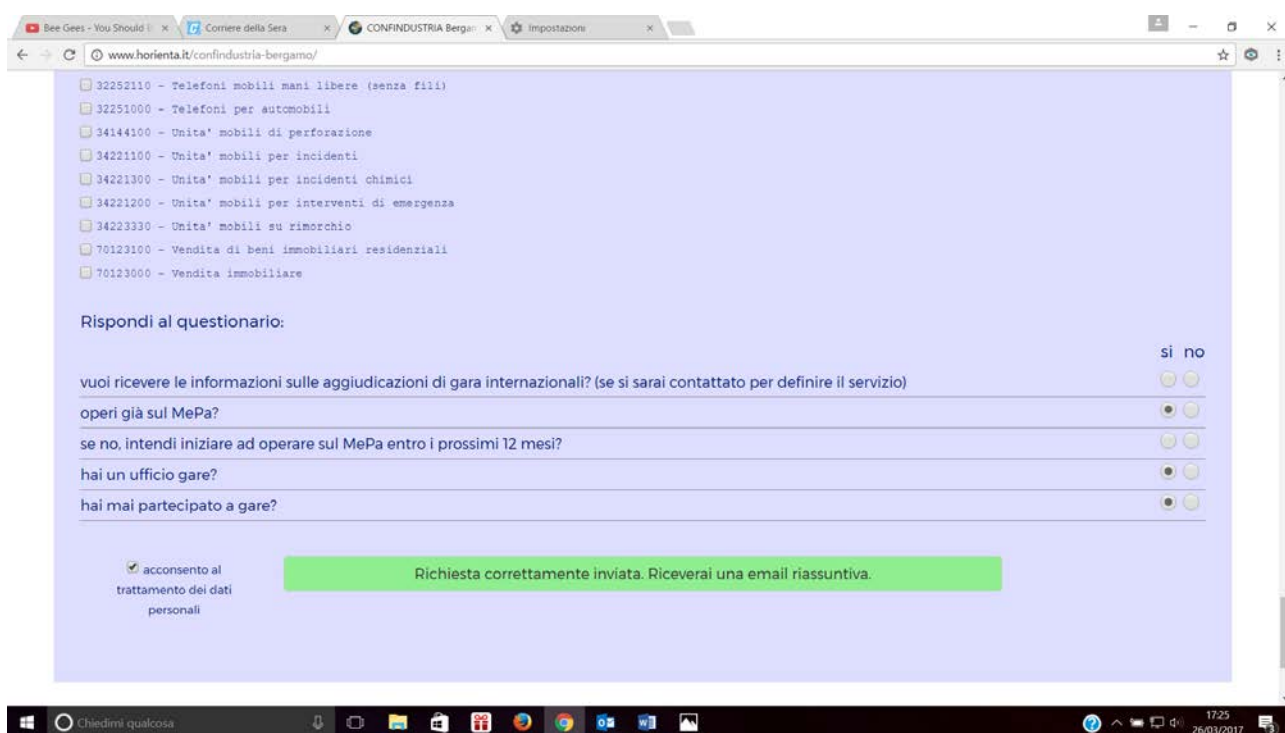 Bee Gees - You Should
Corriere della Sera
CONFINDUSTRIA Bergam
Impostazioni
www.horienta.it/confindustria-bergamo/
32252110 - Telefoni mobili mani libere (senza fili)
32251000 - Telefoni per automobili
34144100 - Unita' mobili di perforazione
34221100 - Unita' mobili per incidenti
34221300 - Unita' mobili per incidenti chimici
34221200 - Unita' mobili per interventi di emergenza
34223330 - Unita' mobili su rimorchio
70123100 - Vendita di beni immobiliari residenziali
70123000 - Vendita immobiliare
Rispondi al questionario:
si no
vuoi ricevere le informazioni sulle aggiudicazioni di gara internazionali? (se si sarai contattato per definire il servizio)
operi già sul MePa?
se no, intendi iniziare ad operare sul MePa entro i prossimi 12 mesi?
hai un ufficio gare?
hai mai partecipato a gare?
acconsento al
trattamento dei dati
personali
Richiesta correttamente inviata. Riceverai una email riassuntiva.
Chiedimi qualcosa
17:25
26/03/2017